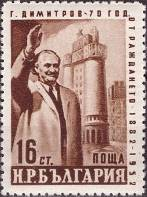 Г. ДИМИТРОВ-70 ГОД.
ОТ РАЖДАНЕТО-1882-1952
16 СТ.
ПОЩА
Н.Р. БЪЛГАРИЯ